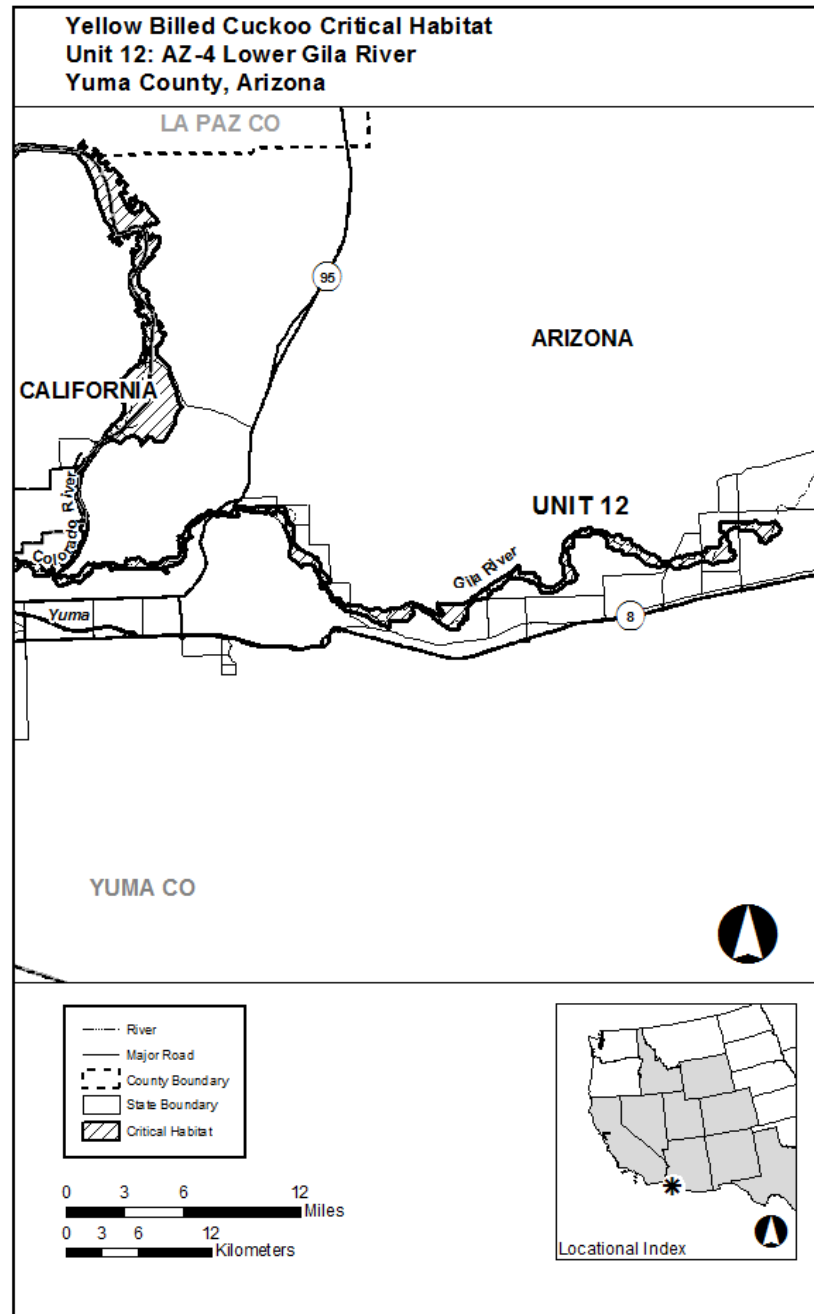 Yellow Billed Cuckoo Critical Habitat
Unit 12: AZ-4 Lower Gila River
Yuma County, Arizona
LA PAZ CO
95
ARIZONA
CALIFORNIA
Colorado River
UNIT 12
Gila River
Yuma
8
YUMA CO
River
Major Road
County Boundary
State Boundary
Critical Habitat
0 3 6 12
Miles
0 3 6 12
Kilometers
Locational Index